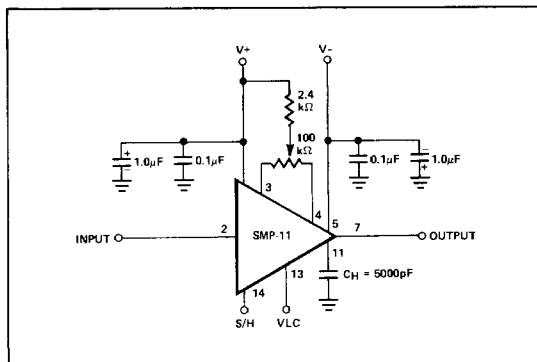 V+
V-
2.4
kΩ
100
kΩ
+
1.0µF
-
0.1µF
0.1µF
-
1.0µF
+
3
4
5
INPUT
2
SMP-11
7
OUTPUT
11
14
13
CH = 5000pF
S/H
VLC